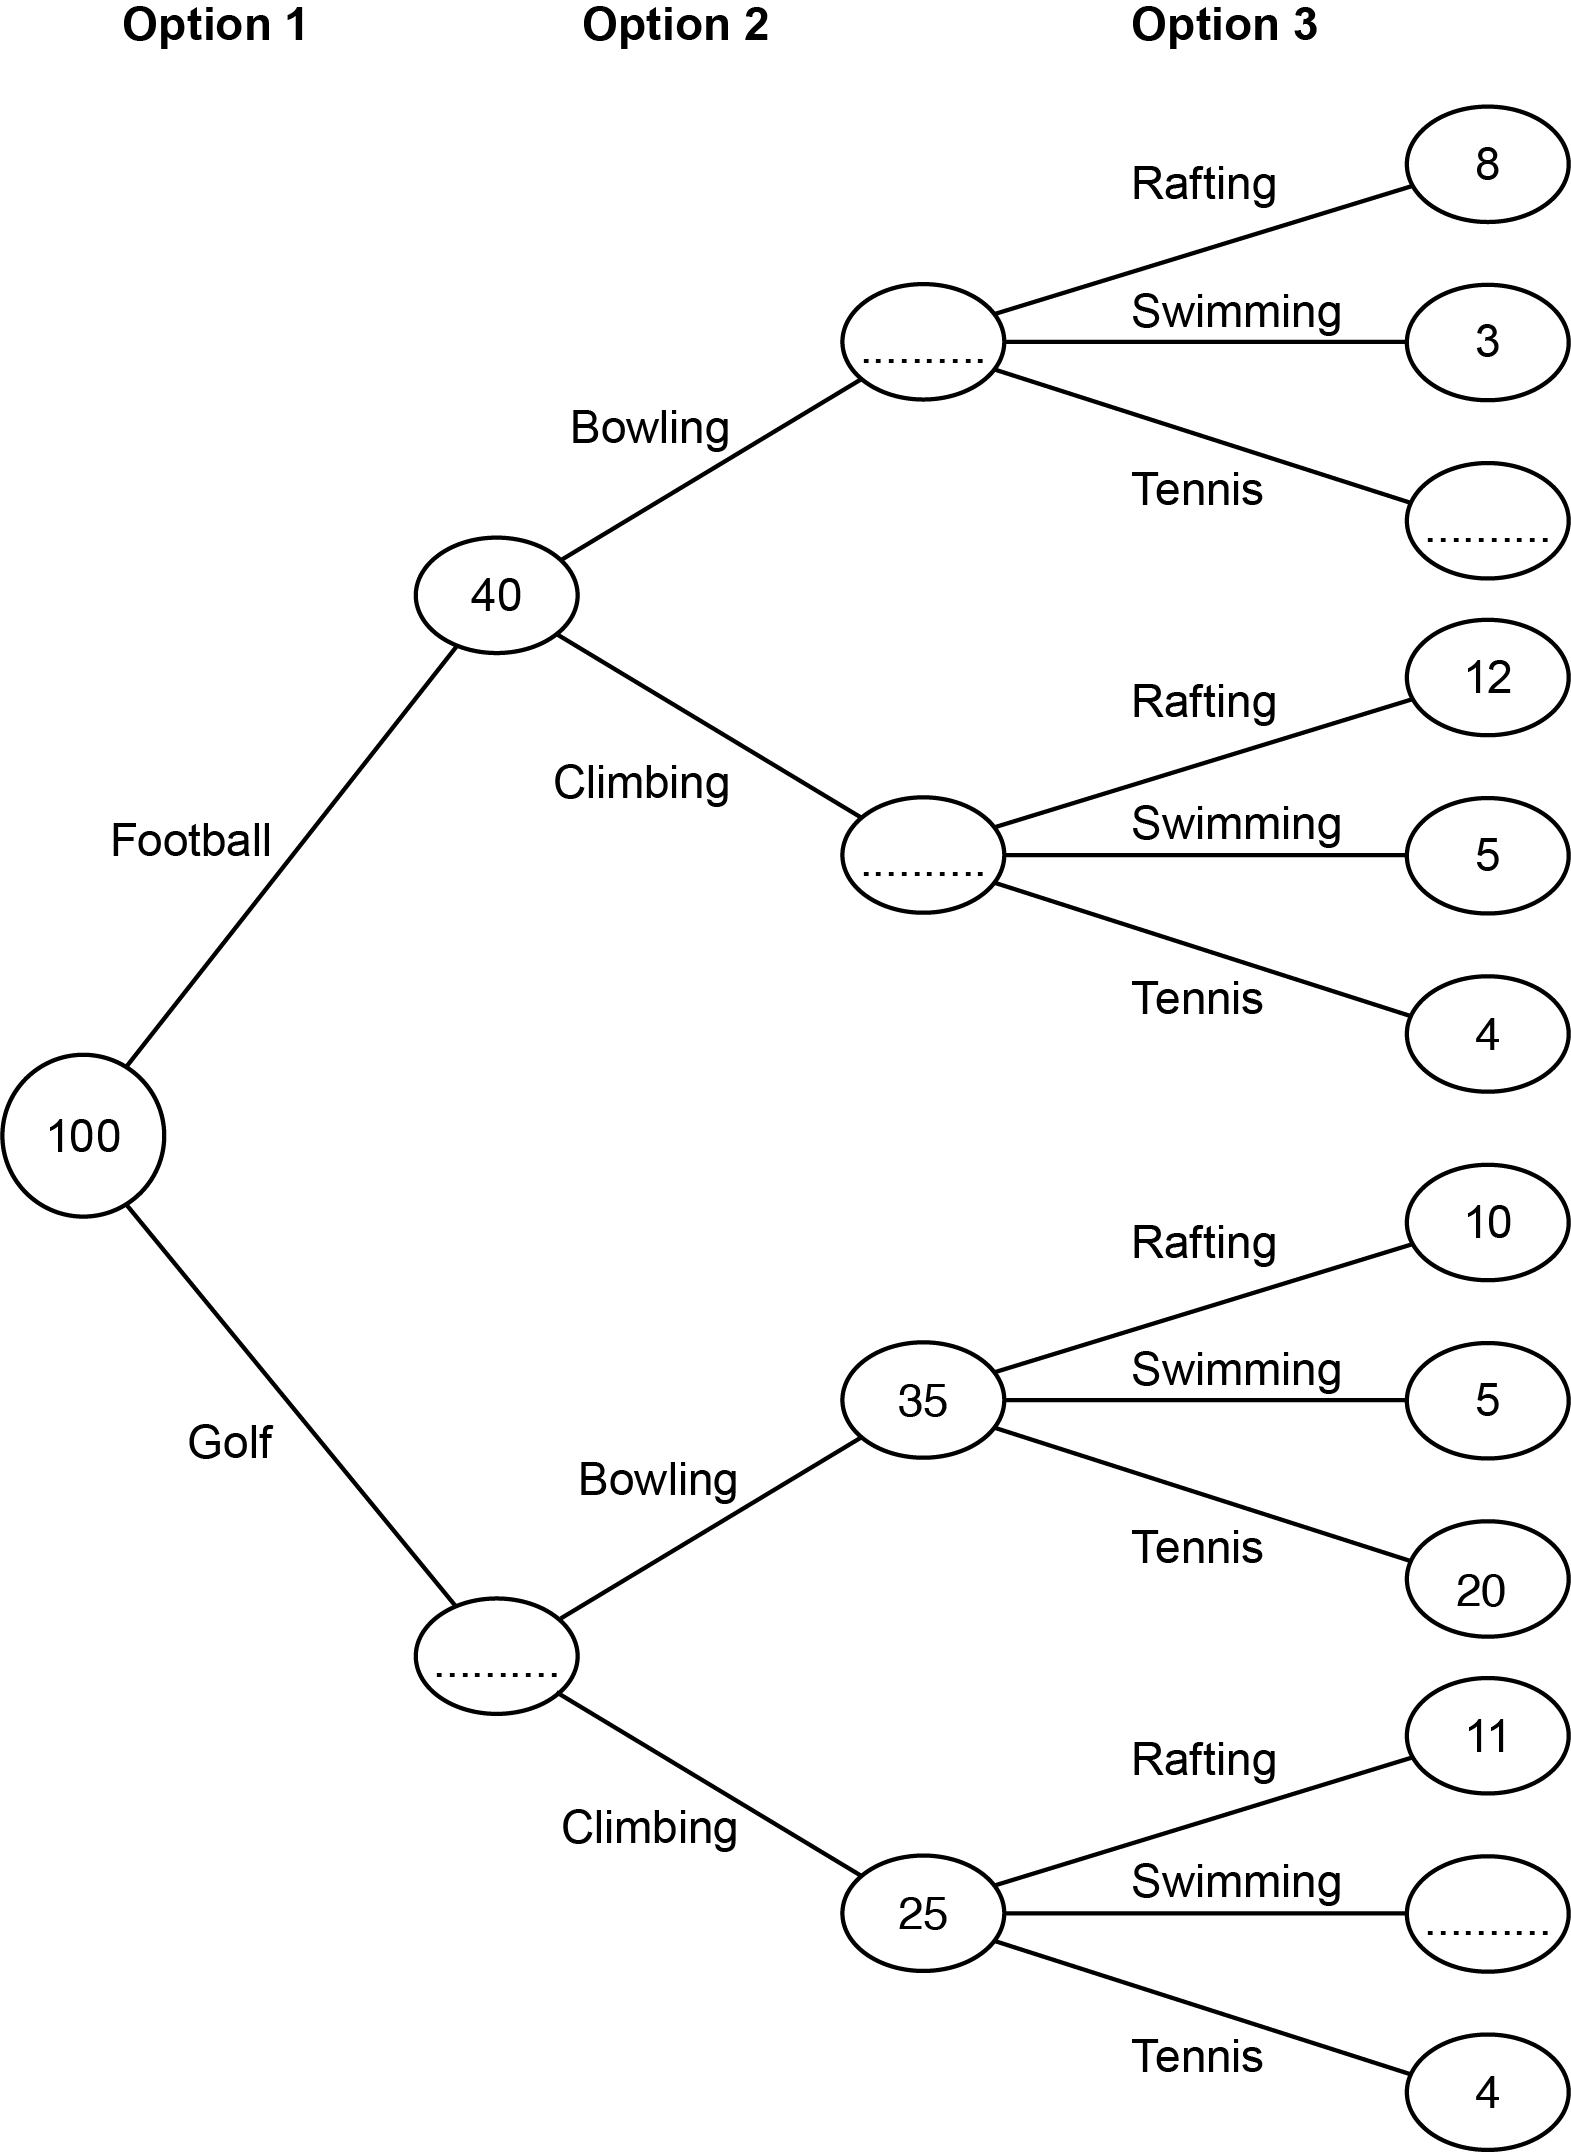 Option 1 Option 2 Option 3
8
Rafting
Swimming
3
..........
Bowling
Tennis
..........
40
12
Rafting
Climbing
Swimming
Football
5
..........
Tennis
4
100
10
Rafting
Swimming
35
5
Golf
Bowling
Tennis
20
..........
11
Rafting
Climbing
Swimming
25
..........
Tennis
4